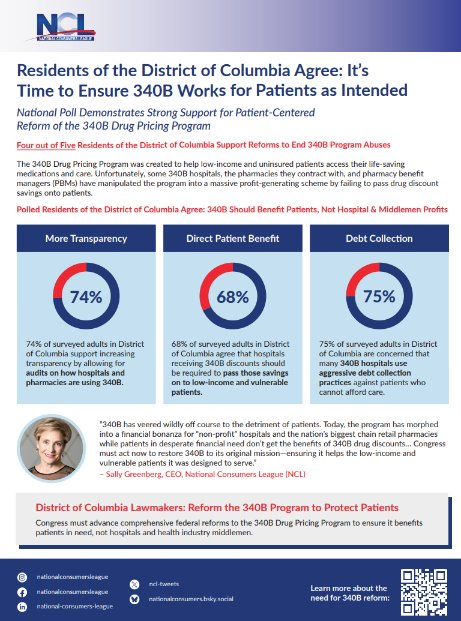 NCL
NATIONAL CONSUMERS LEAGUE
Residents of the District of Columbia Agree: It’s
Time to Ensure 340B Works for Patients as Intended
National Poll Demonstrates Strong Support for Patient-Centered
Reform of the 340B Drug Pricing Program
Four out of Five Residents of the District of Columbia Support Reforms to End 340B Program Abuses
The 340B Drug Pricing Program was created to help low-income and uninsured patients access their life-saving
medications and care. Unfortunately, some 340B hospitals, the pharmacies they contract with, and pharmacy benefit
managers (PBMs) have manipulated the program into a massive profit-generating scheme by failing to pass drug discount
savings onto patients.
Polled Residents of the District of Columbia Agree: 340B Should Benefit Patients, Not Hospital & Middlemen Profits
More Transparency
74%
74% of surveyed adults in District
of Columbia support increasing
transparency by allowing for
audits on how hospitals and
pharmacies are using 340B.
Direct Patient Benefit
68%
68% of surveyed adults in District
of Columbia agree that hospitals
receiving 340B discounts should
be required to pass those savings
on to low-income and vulnerable
patients.
Debt Collection
75%
75% of surveyed adults in District
of Columbia are concerned that
many 340B hospitals use
aggressive debt collection
practices against patients who
cannot afford care.
“340B has veered wildly off course to the detriment of patients. Today, the program has morphed
into a financial bonanza for “non-profit” hospitals and the nation’s biggest chain retail pharmacies
while patients in desperate financial need don’t get the benefits of 340B drug discounts... Congress
must act now to restore 340B to its original mission—ensuring it helps the low-income and
vulnerable patients it was designed to serve.”
– Sally Greenberg, CEO, National Consumers League (NCL)
District of Columbia Lawmakers: Reform the 340B Program to Protect Patients
Congress must advance comprehensive federal reforms to the 340B Drug Pricing Program to ensure it benefits
patients in need, not hospitals and health industry middlemen.
nationalconsumersleague
nationalconsumersleague
national-consumers-league
ncl-tweets
nationalconsumers.bsky.social
Learn more about the
need for 340B reform: